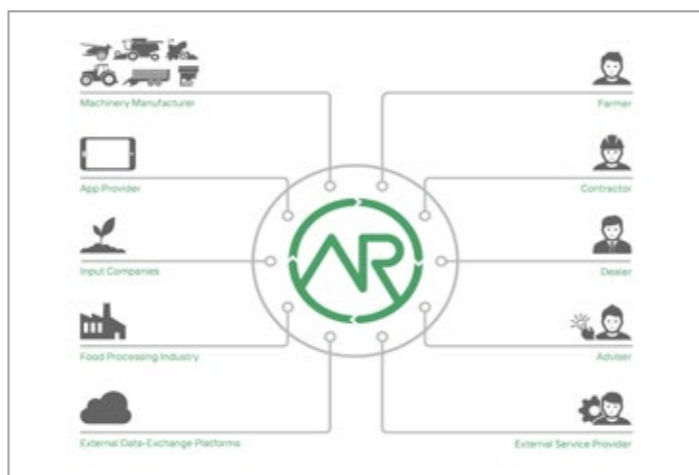 Machinery Manufacturer
Farmer
App Provider
Contractor
AR
Input Companies
Dealer
Food Processing Industry
Adviser
External Data-Exchange Platforms
External Service Provider